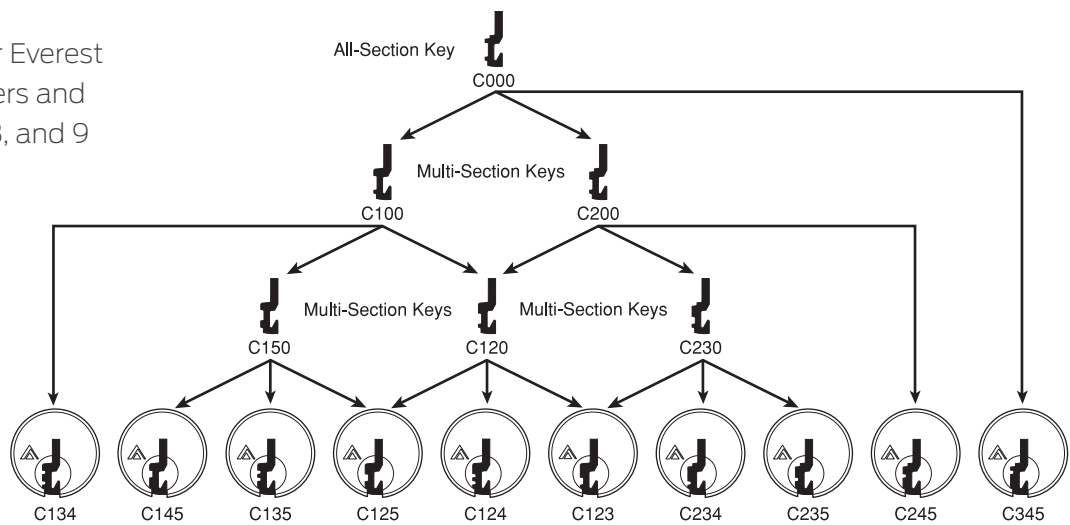 r Everest
ers and
3, and 9
All-Section Key
C000
Multi-Section Keys
C100
C200
Multi-Section Keys
Multi-Section Keys
C150
C120
C230
C134
C145
C135
C125
C124
C123
C234
C235
C245
C345